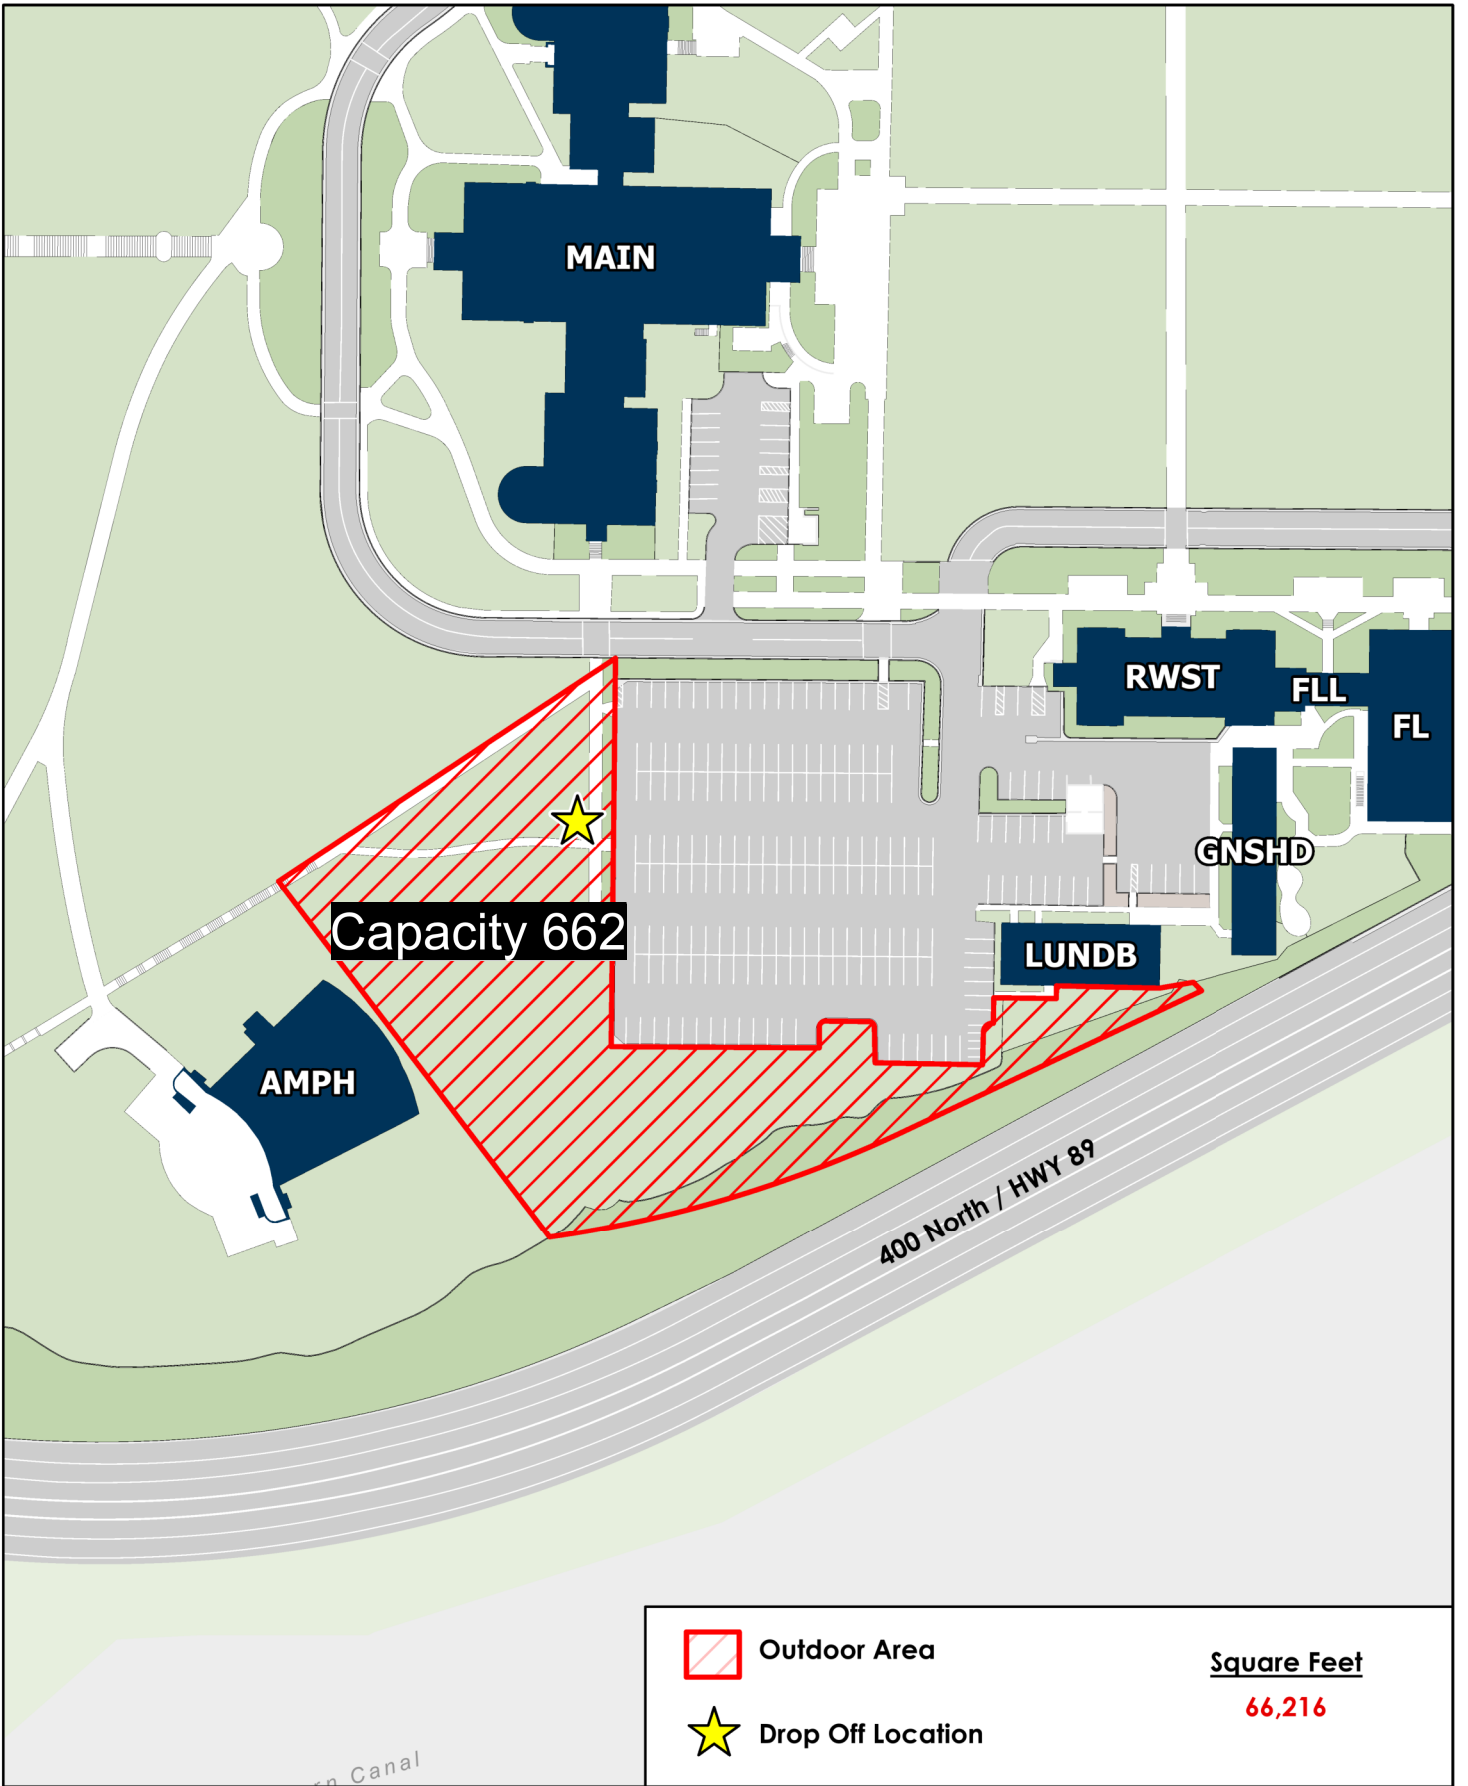 MAIN
RWST
FLL
FL
GNSHD
Capacity 662
LUNDB
AMPH
400 North / HWY 89
Outdoor Area
Square Feet
66,216
Drop Off Location
Canal